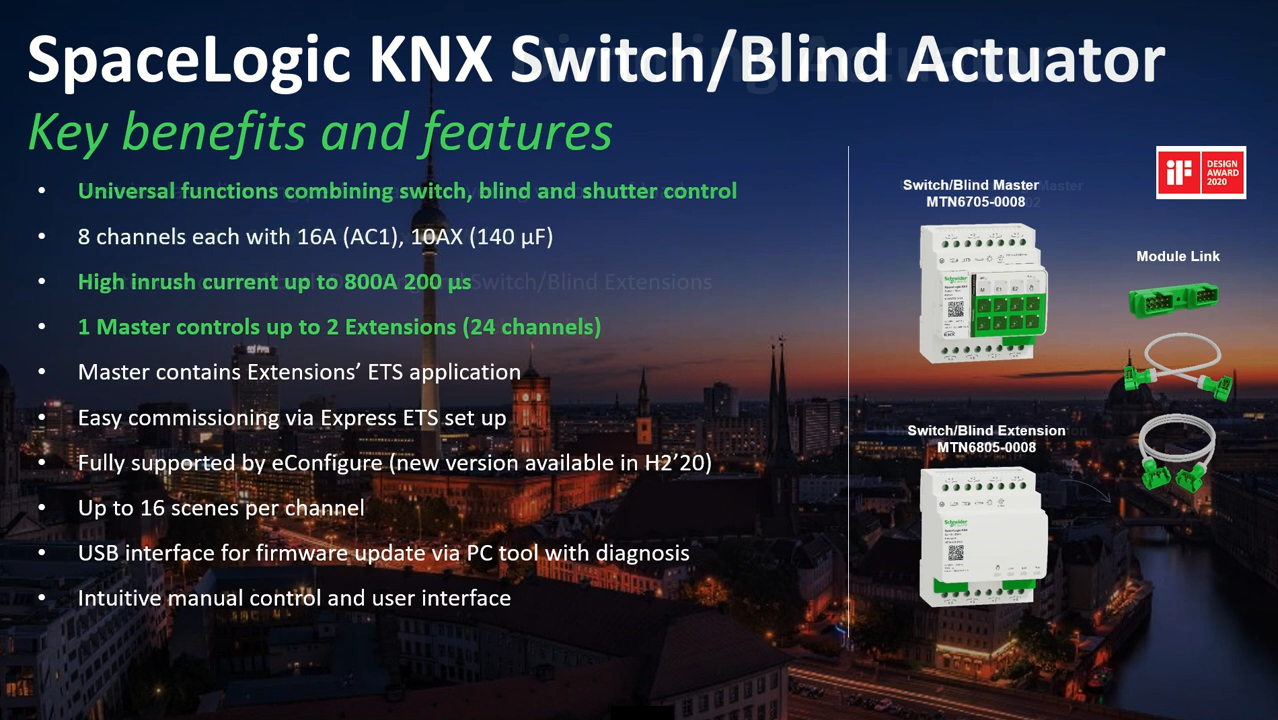 SpaceLogic KNX Switch/Blind Actuator
Key benefits and features
• Universal functions combining switch, blind and shutter control
• 8 channels each with 16A (AC1), 10AX (140 µF)
• High inrush current up to 800A 200 µs
• 1 Master controls up to 2 Extensions (24 channels)
• Master contains Extensions’ ETS application
• Easy commissioning via Express ETS set up
• Fully supported by eConfigure (new version available in H2’20)
• Up to 16 scenes per channel
• USB interface for firmware update via PC tool with diagnosis
• Intuitive manual control and user interface
Switch/Blind Master
MTN6705-0008
iF
DESIGN
AWARD
2020
Module Link
Schneider
Switch/Blind Extension
MTN6805-0008
Schneider